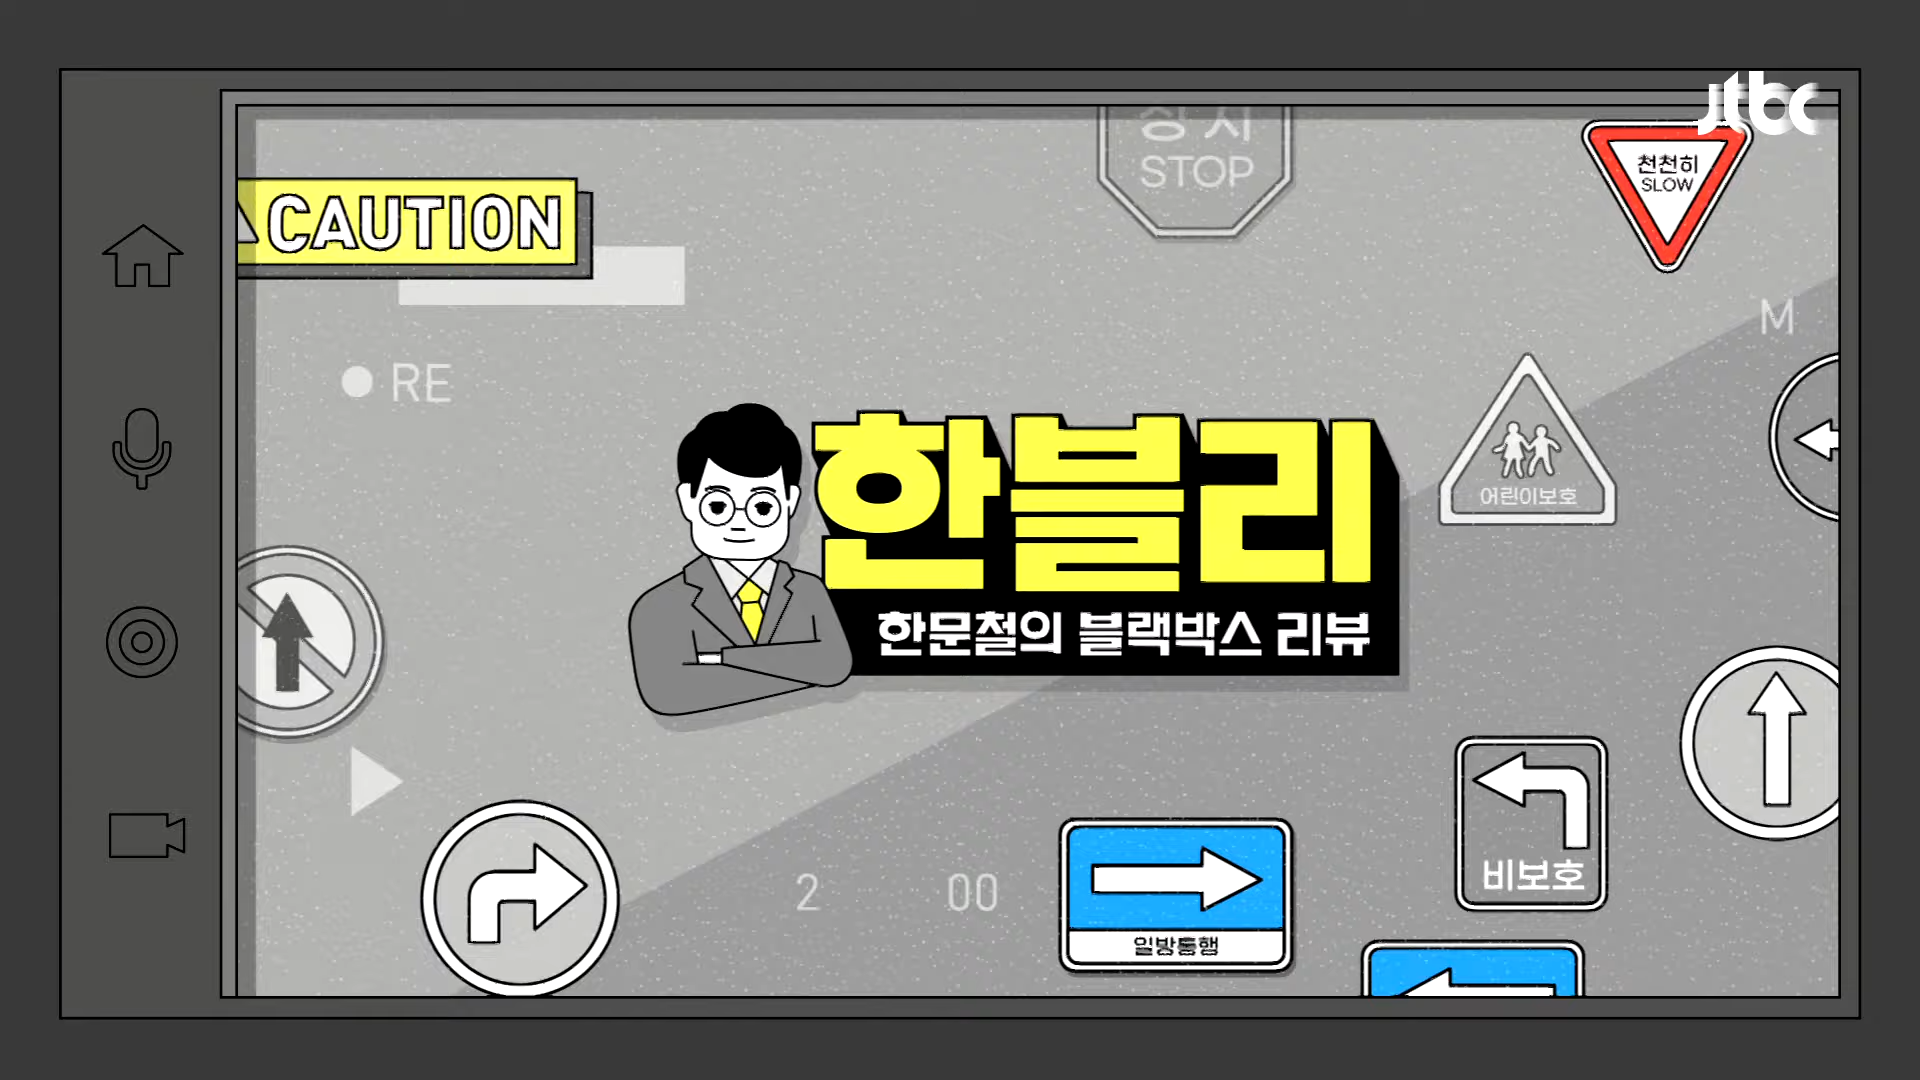 jtbc
STOP
천천히
SLOW
CAUTION
M
RE
한블리
어린이보호
한문철의 블랙박스 리뷰
비보호
2 00
일방통행